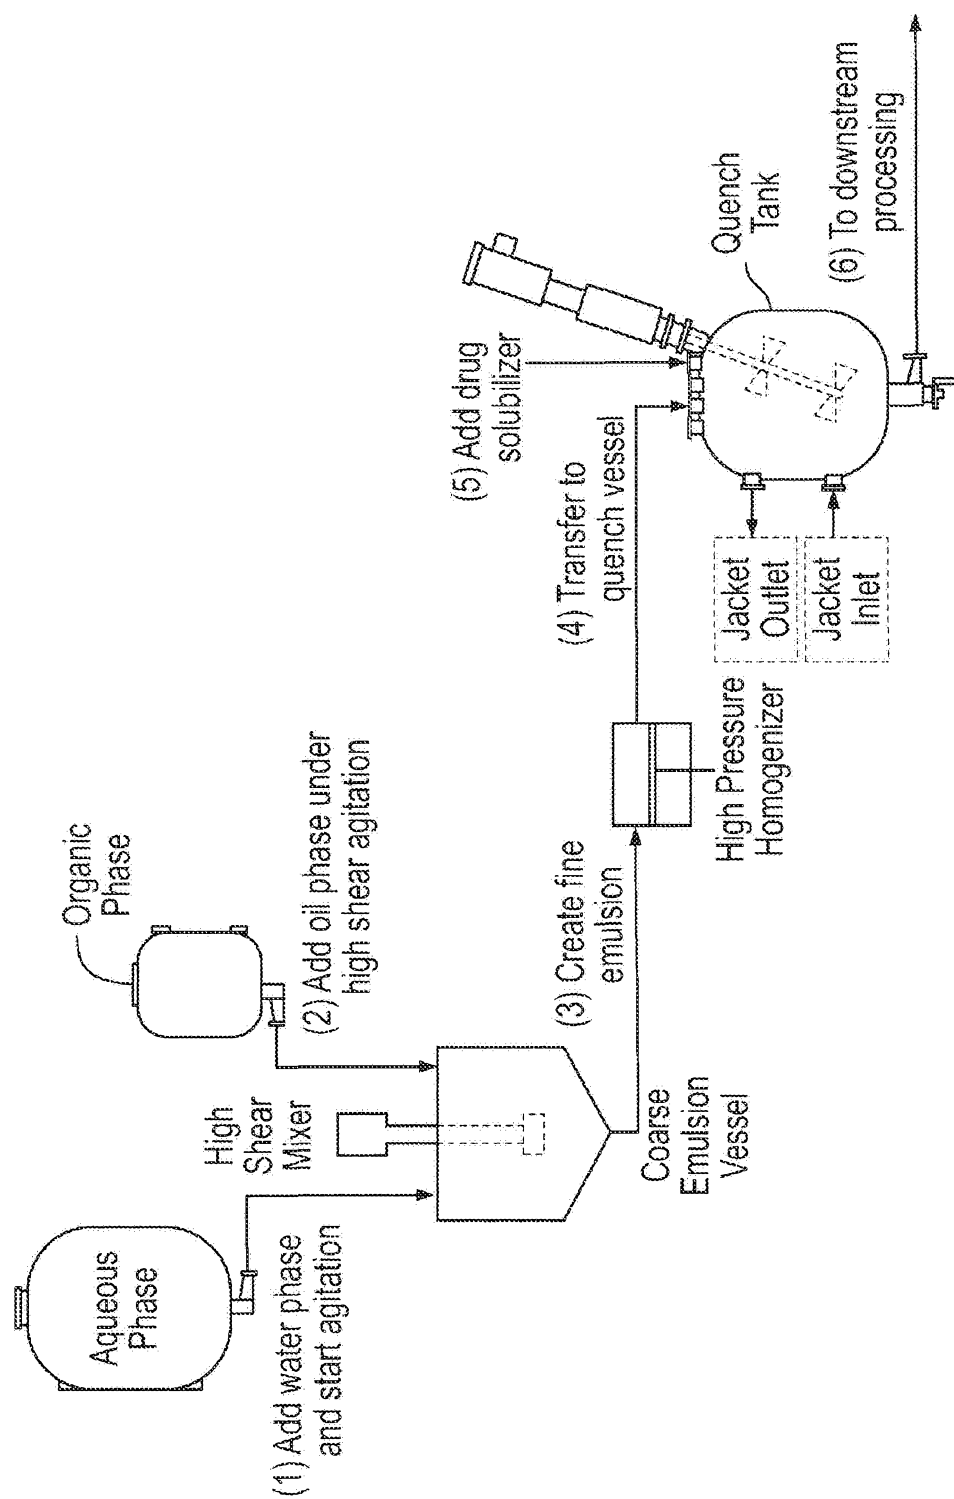 Aqueous
Phase
(1) Add water phase
and start agitation
High
Shear
Mixer
Organic
Phase
(2) Add oil phase under
high shear agitation
Coarse
Emulsion
Vessel
(3) Create fine
emulsion
High Pressure
Homogenizer
(4) Transfer to
quench vessel
(5) Add drug
solubilizer
Jacket
Outlet
Jacket
Inlet
Quench
Tank
(6) To downstream
processing